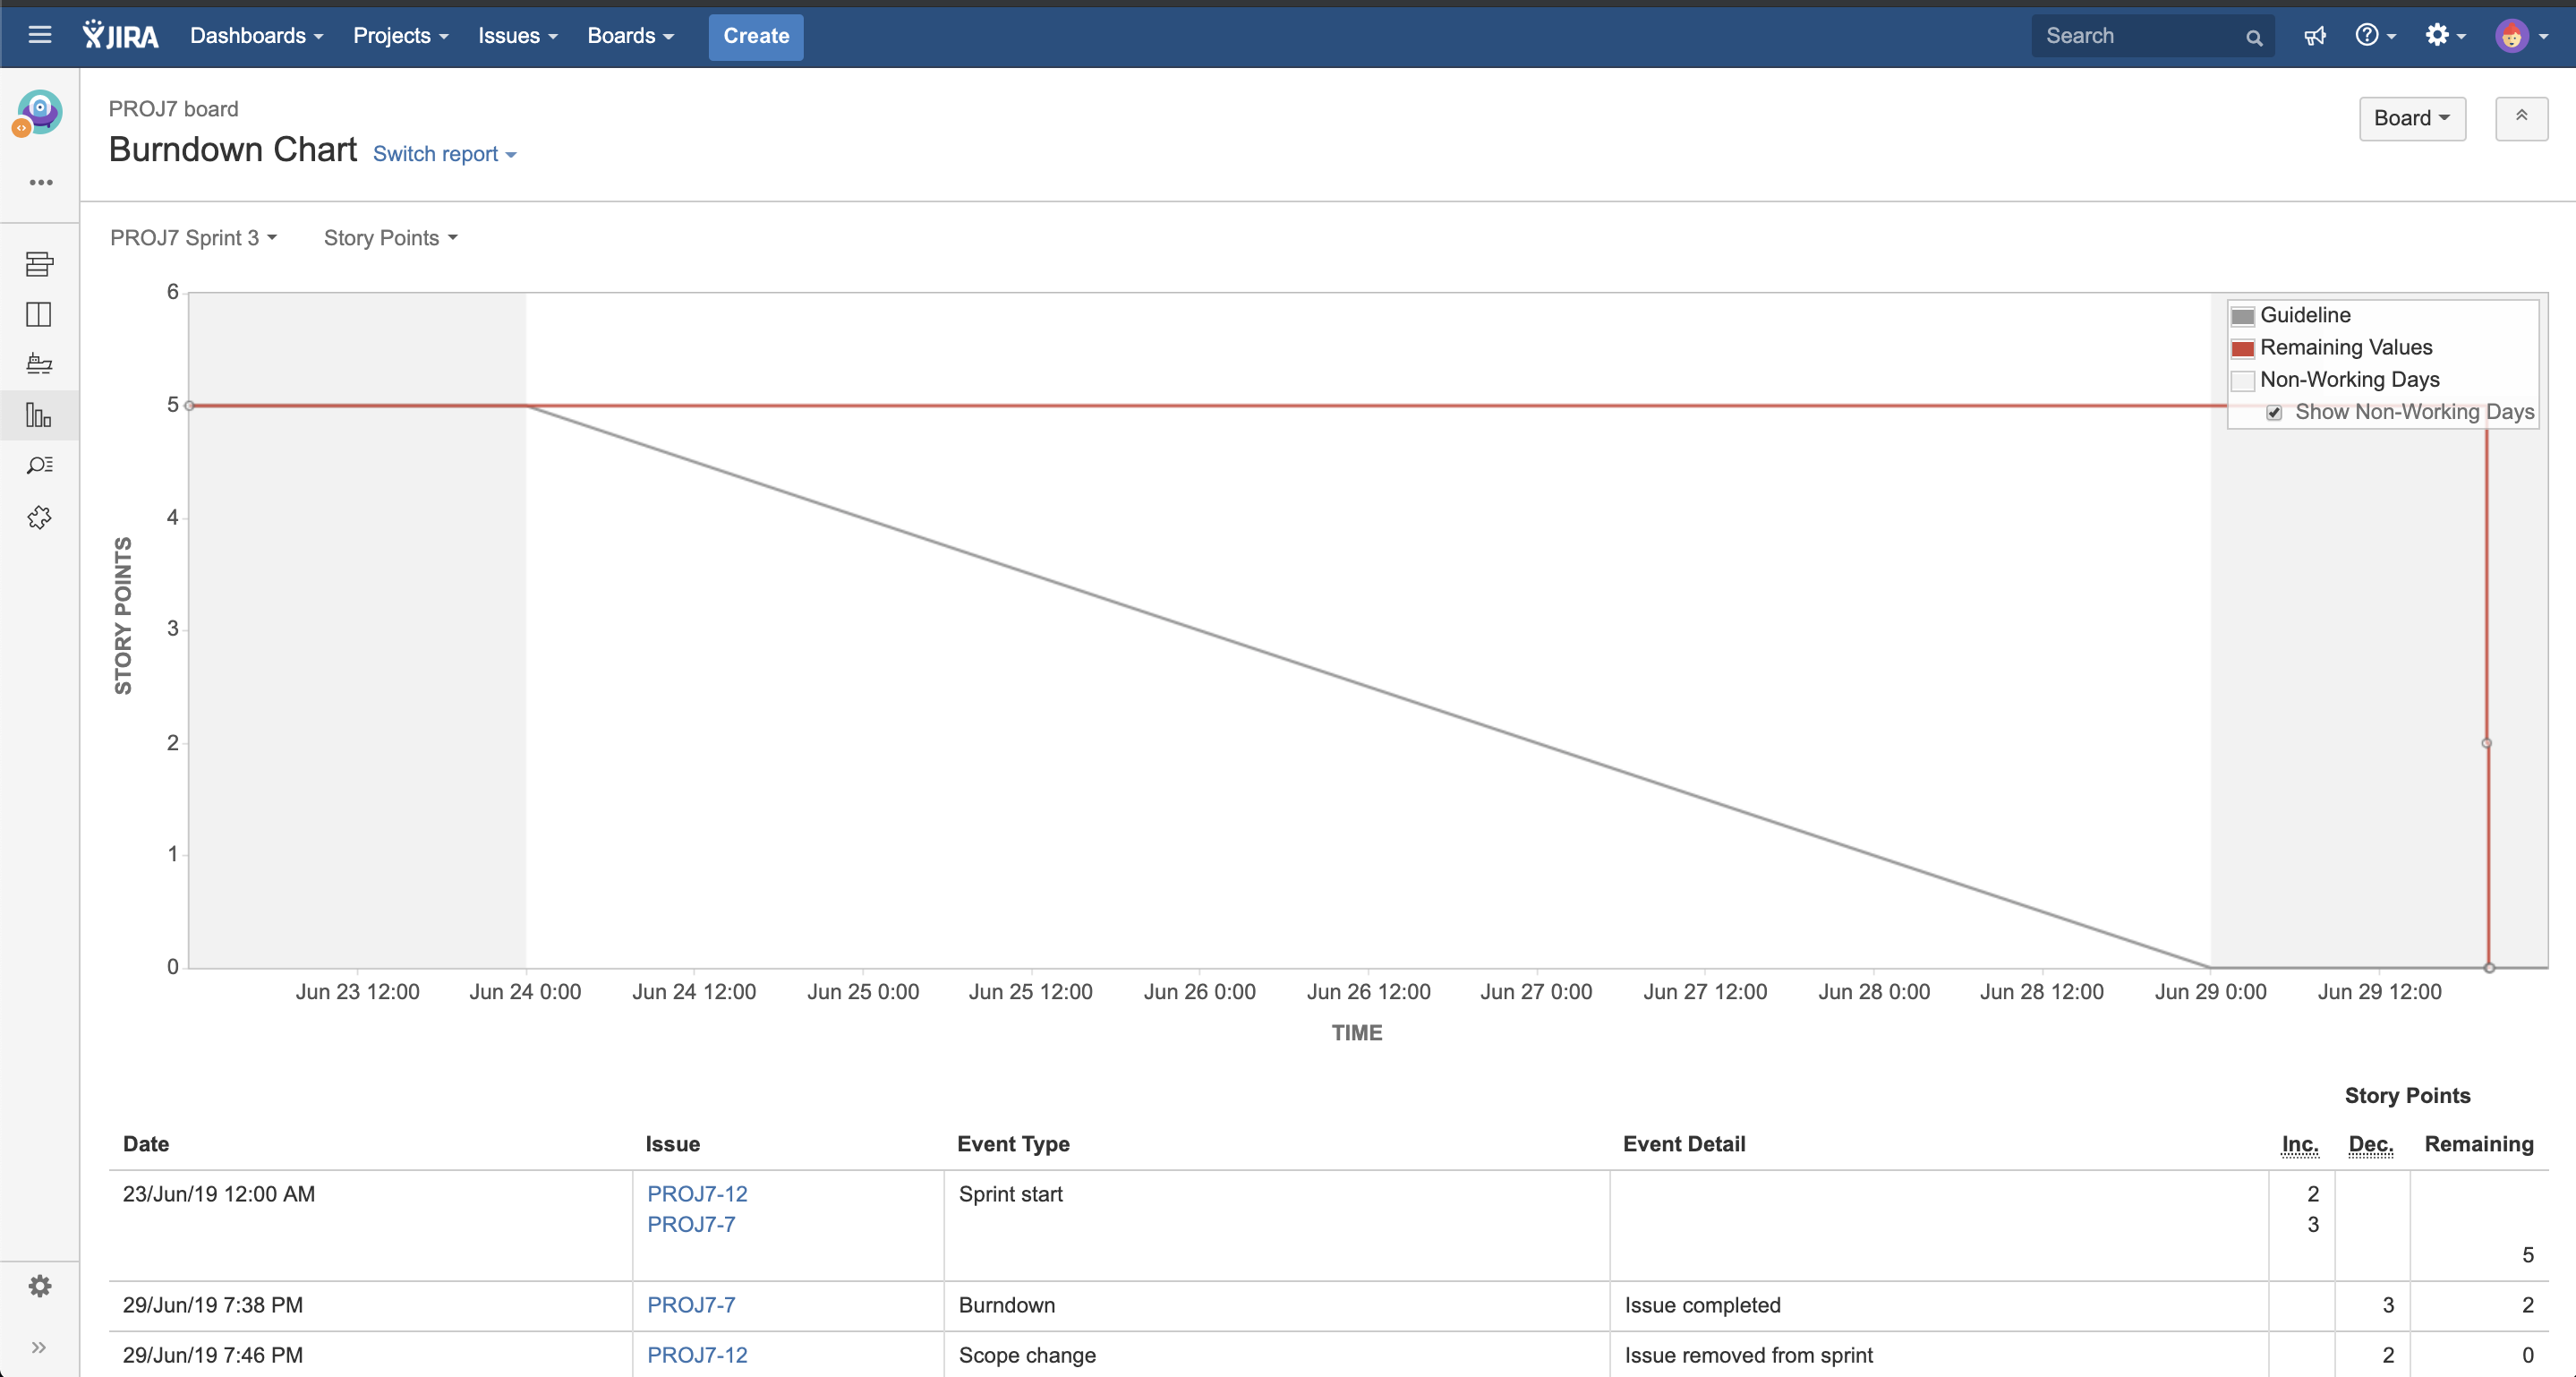 JIRA Dashboards Projects Issues Boards Create Search
PROJ7 board
Burndown Chart Switch report
Board
PROJ7 Sprint 3 Story Points
6
5
4
3
2
1
0
STORY POINTS
Guideline
Remaining Values
Non-Working Days
Show Non-Working Days
Jun 23 12:00 Jun 24 0:00 Jun 24 12:00 Jun 25 0:00 Jun 25 12:00 Jun 26 0:00 Jun 26 12:00 Jun 27 0:00 Jun 27 12:00 Jun 28 0:00 Jun 28 12:00 Jun 29 0:00 Jun 29 12:00
TIME
Story Points
Date Issue Event Type Event Detail Inc. Dec. Remaining
23/Jun/19 12:00 AM PROJ7-12 Sprint start 2
PROJ7-7 3
5
29/Jun/19 7:38 PM PROJ7-7 Burndown Issue completed 3 2
29/Jun/19 7:46 PM PROJ7-12 Scope change Issue removed from sprint 2 0